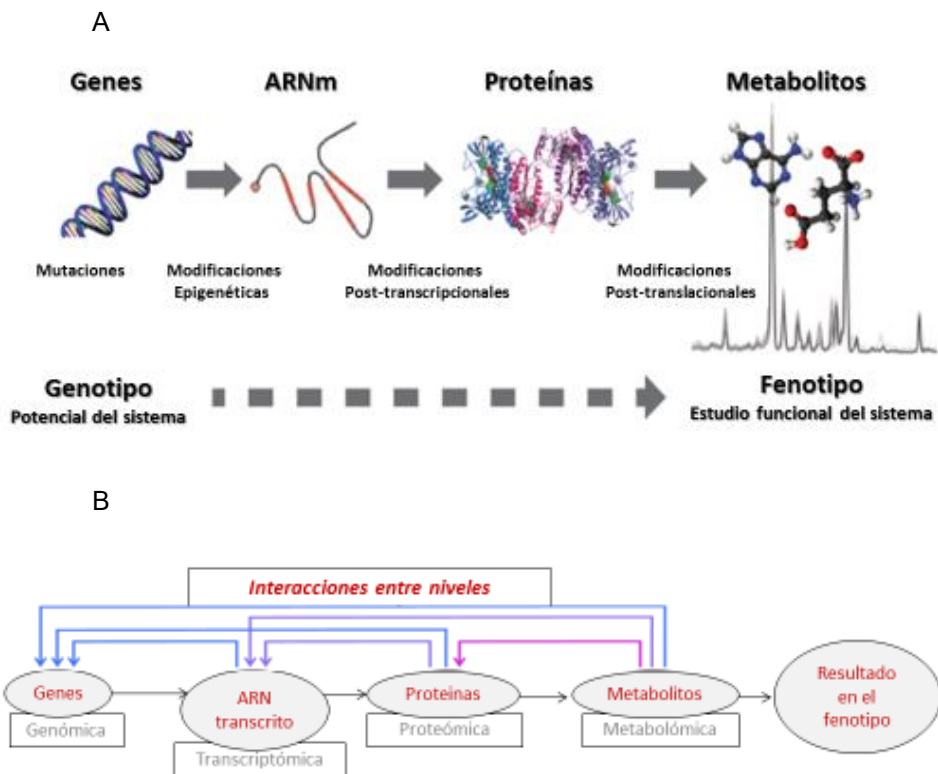 A
Genes
ARNm
Proteínas
Metabolitos
Mutaciones
Modificaciones
Epigenéticas
Modificaciones
Post-transcripcionales
Modificaciones
Post-translacionales
Genotipo
Potencial del sistema
Fenotipo
Estudio funcional del sistema
B
Interacciones entre niveles
Genes
Genómica
ARN
transcrito
Transcriptómica
Proteinas
Proteómica
Metabolitos
Metabolómica
Resultado
en el
fenotipo